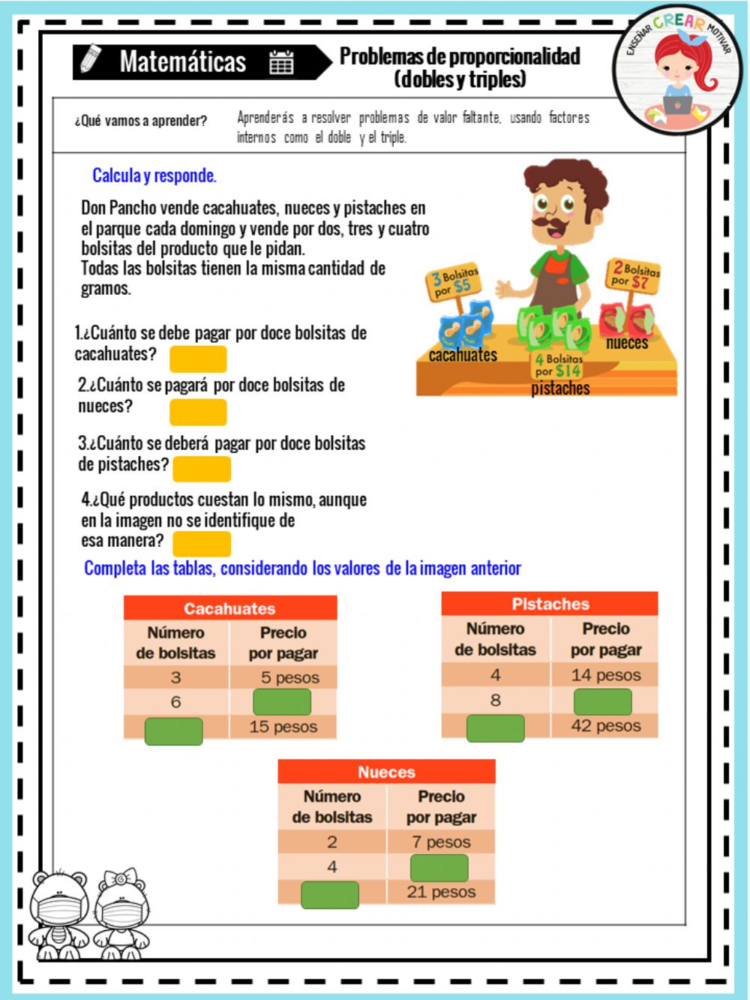 ENSEÑAR CREAR MOTIVAR
Matemáticas
Problemas de proporcionalidad
(dobles y triples)
¿Qué vamos a aprender?
Aprenderás a resolver problemas de valor faltante, usando factores
internos como el doble y el triple.
Calcula y responde.
Don Pancho vende cacahuates, nueces y pistaches en
el parque cada domingo y vende por dos, tres y cuatro
bolsitas del producto que le pidan.
Todas las bolsitas tienen la misma cantidad de
gramos.
3 Bolsitas
por $5
2 Bolsitas
por $7
cacahuates
nueces
4 Bolsitas
por $14
pistaches
1.¿Cuánto se debe pagar por doce bolsitas de
cacahuates?
2.¿Cuánto se pagará por doce bolsitas de
nueces?
3.¿Cuánto se deberá pagar por doce bolsitas
de pistaches?
4.¿Qué productos cuestan lo mismo, aunque
en la imagen no se identifique de
esa manera?
Completa las tablas, considerando los valores de la imagen anterior
Cacahuates
Número de bolsitas Precio por pagar
3 5 pesos
6
15 pesos
Pistaches
Número de bolsitas Precio por pagar
4 14 pesos
8
42 pesos
Nueces
Número de bolsitas Precio por pagar
2 7 pesos
4
21 pesos